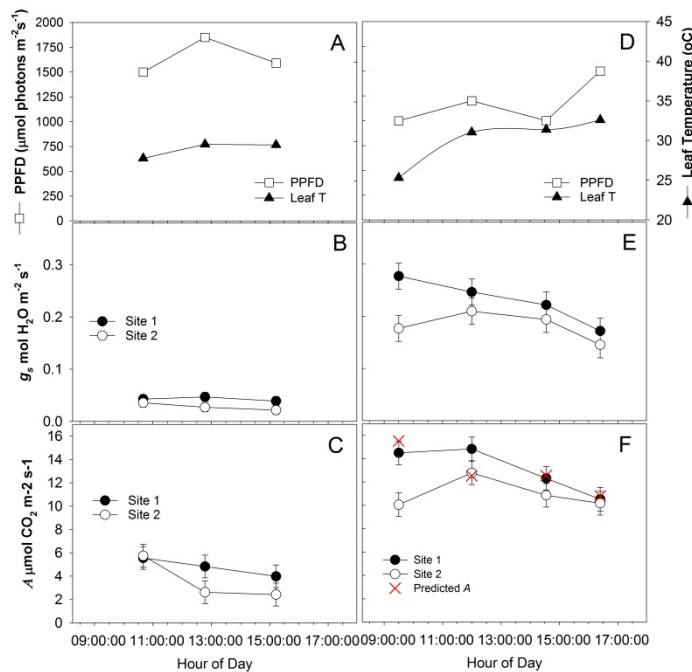 A
D
PPFD (µmol photons m⁻²s⁻¹)
2000
1750
1500
1250
1000
750
500
250
0
PPFD
Leaf T
PPFD
Leaf T
45
40
35
30
25
20
Leaf Temperature (oC)
B
E
gs mol H₂O m⁻² s⁻¹
0.3
0.2
0.1
0.0
Site 1
Site 2
C
F
A µmol CO₂ m-2 s-1
16
14
12
10
8
6
4
2
0
Site 1
Site 2
Site 1
Site 2
Predicted A
09:00:00 11:00:00 13:00:00 15:00:00 17:00:00
09:00:00 11:00:00 13:00:00 15:00:00 17:00:00
Hour of Day
Hour of Day